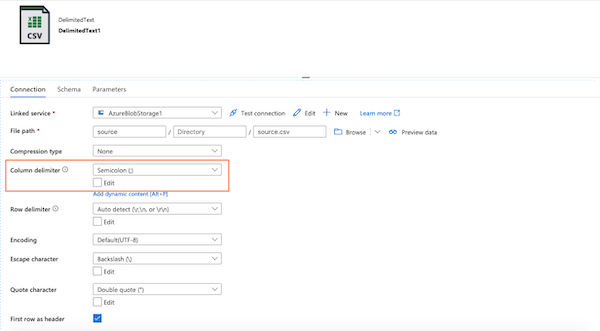 CSV
DelimitedText
DelimitedText1
Connection Schema Parameters
Linked service * AzureBlobStorage1 Test connection Edit + New Learn more
File path * source / Directory / source.csv Browse Preview data
Compression type None
Column delimiter Semicolon (;)
Edit
Add dynamic content [Alt+P]
Row delimiter Auto detect (\r,\n, or \r\n)
Edit
Encoding Default(UTF-8)
Escape character Backslash (\)
Edit
Quote character Double quote (")
Edit
First row as header